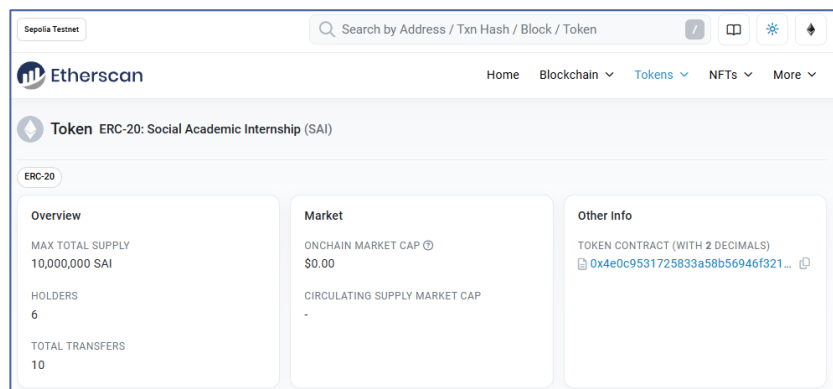 Sepolia Testnet
Search by Address / Txn Hash / Block / Token /
Etherscan
Home Blockchain Tokens NFTs More
Token ERC-20: Social Academic Internship (SAI)
ERC-20
Overview
MAX TOTAL SUPPLY
10,000,000 SAI
HOLDERS
6
TOTAL TRANSFERS
10
Market
ONCHAIN MARKET CAP
$0.00
CIRCULATING SUPPLY MARKET CAP
-
Other Info
TOKEN CONTRACT (WITH 2 DECIMALS)
0x4e0c9531725833a58b56946f321...